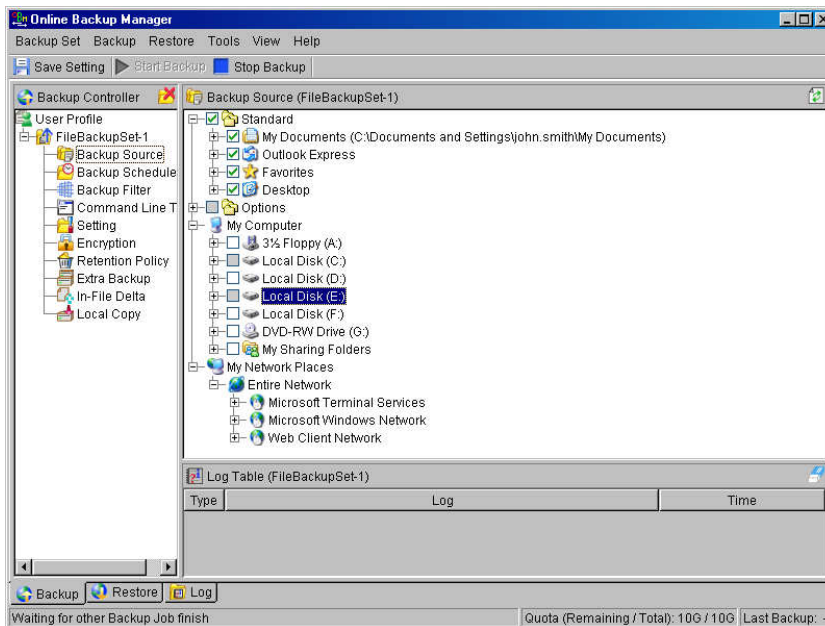 Online Backup Manager
Backup Set Backup Restore Tools View Help
Save Setting Start Backup Stop Backup
Backup Controller
User Profile
FileBackupSet-1
Backup Source
Backup Schedule
Backup Filter
Command Line T
Setting
Encryption
Retention Policy
Extra Backup
In-File Delta
Local Copy
Backup Source (FileBackupSet-1)
Standard
My Documents (C:\Documents and Settings\john.smith\My Documents)
Outlook Express
Favorites
Desktop
Options
My Computer
3½ Floppy (A:)
Local Disk (C:)
Local Disk (D:)
Local Disk (E:)
Local Disk (F:)
DVD-RW Drive (G:)
My Sharing Folders
My Network Places
Entire Network
Microsoft Terminal Services
Microsoft Windows Network
Web Client Network
Log Table (FileBackupSet-1)
Type Log Time
Backup Restore Log
Waiting for other Backup Job finish Quota (Remaining / Total): 10G / 10G Last Backup: -